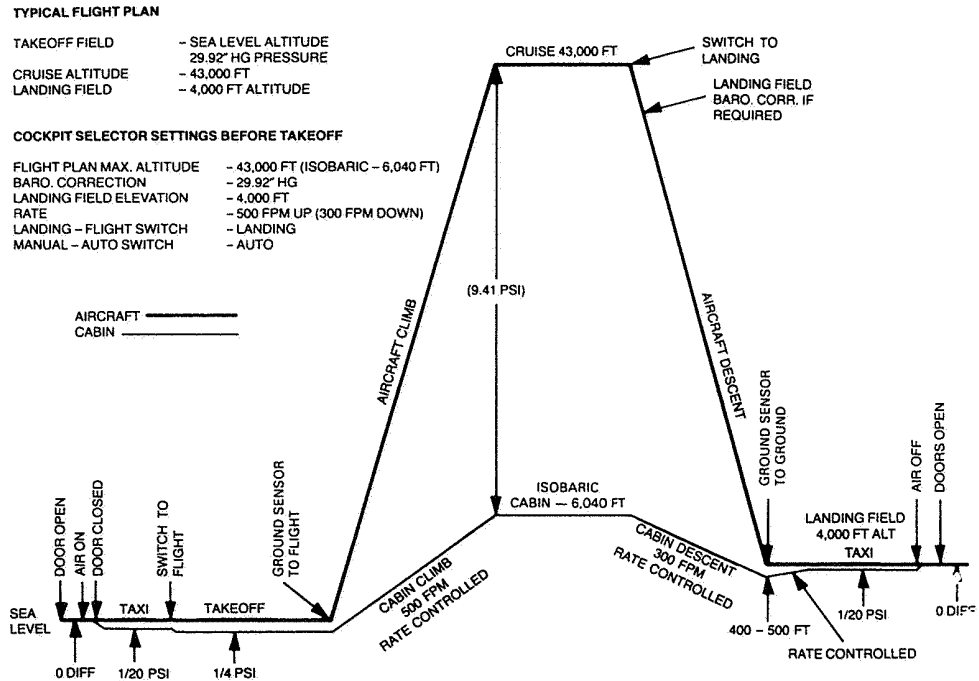 TYPICAL FLIGHT PLAN
TAKEOFF FIELD – SEA LEVEL ALTITUDE
29.92″ HG PRESSURE
CRUISE ALTITUDE – 43,000 FT
LANDING FIELD – 4,000 FT ALTITUDE
COCKPIT SELECTOR SETTINGS BEFORE TAKEOFF
FLIGHT PLAN MAX. ALTITUDE – 43,000 FT (ISOBARIC – 6,040 FT)
BARO. CORRECTION – 29.92″ HG
LANDING FIELD ELEVATION – 4,000 FT
RATE – 500 FPM UP (300 FPM DOWN)
LANDING – FLIGHT SWITCH – LANDING
MANUAL – AUTO SWITCH – AUTO
AIRCRAFT
CABIN
CRUISE 43,000 FT
SWITCH TO
LANDING
LANDING FIELD
BARO. CORR. IF
REQUIRED
(9.41 PSI)
AIRCRAFT CLIMB
AIRCRAFT DESCENT
DOOR OPEN
AIR ON
DOOR CLOSED
SWITCH TO
FLIGHT
GROUND SENSOR
TO FLIGHT
ISOBARIC
CABIN – 6,040 FT
GROUND SENSOR
TO GROUND
AIR OFF
DOORS OPEN
LANDING FIELD
4,000 FT ALT
TAXI
CABIN CLIMB
500 FPM
RATE CONTROLLED
CABIN DESCENT
300 FPM
RATE CONTROLLED
SEA
LEVEL
TAXI
TAKEOFF
0 DIFF
1/20 PSI
1/4 PSI
400 – 500 FT
RATE CONTROLLED
1/20 PSI
0 DIFF